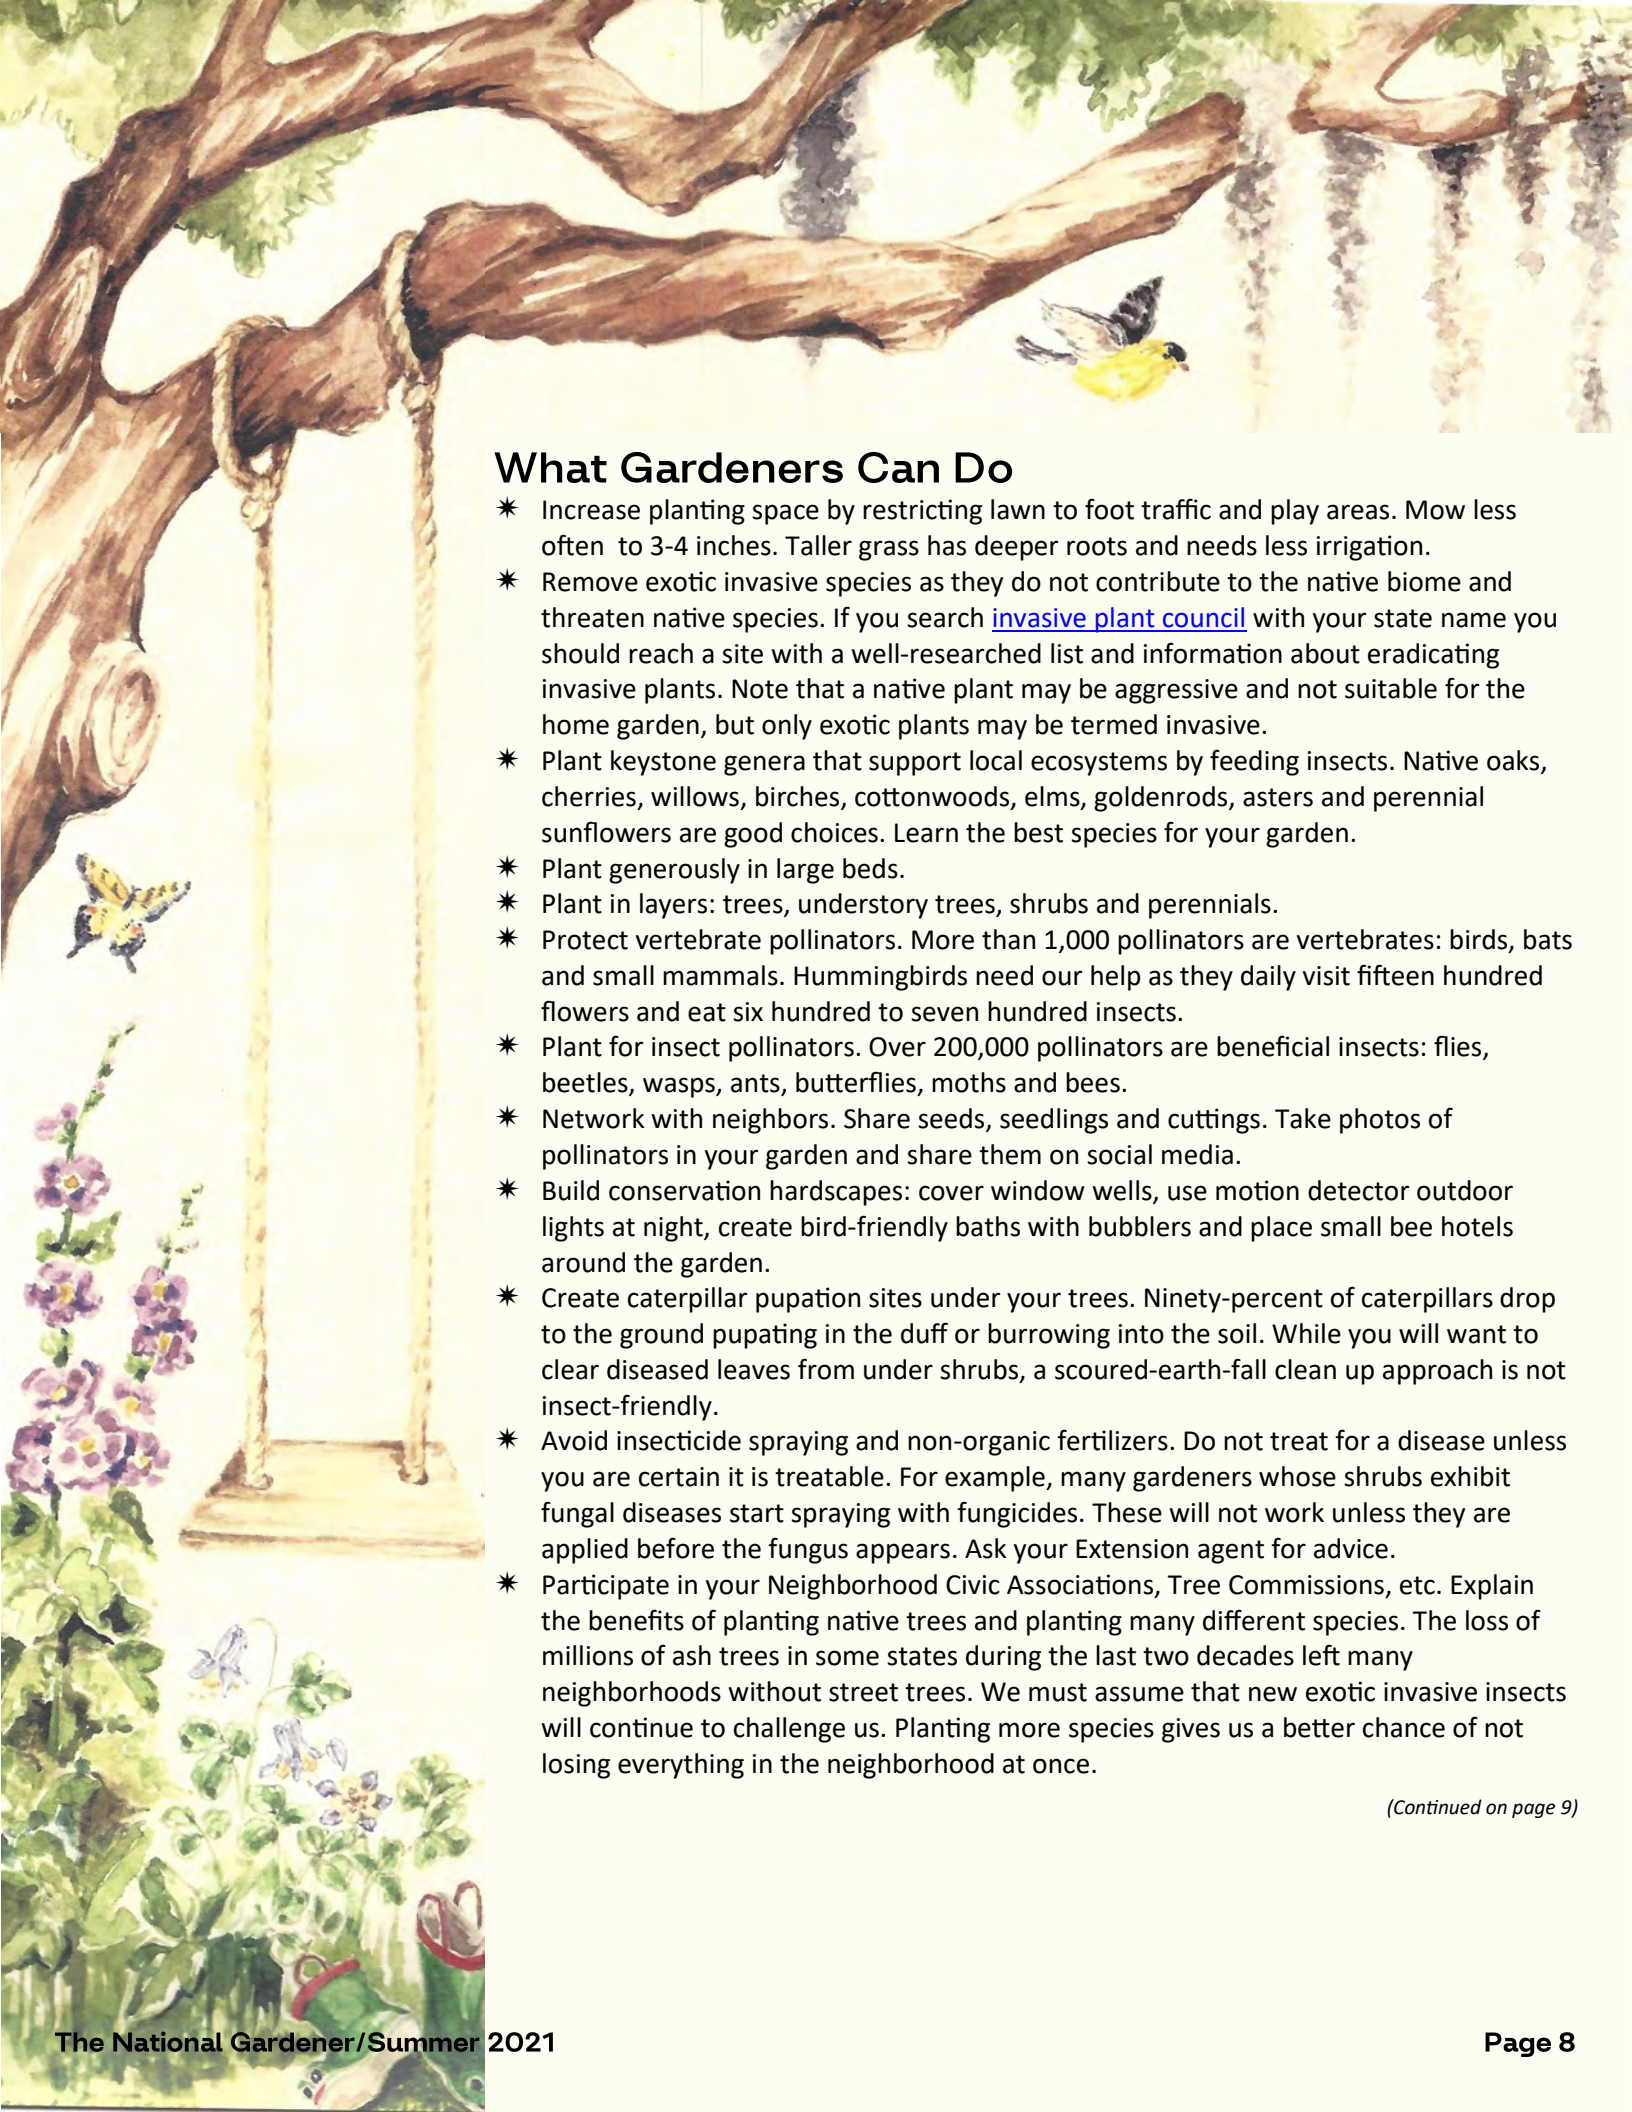 What Gardeners Can Do
✷ Increase planting space by restricting lawn to foot traffic and play areas. Mow less
often  to 3-4 inches. Taller grass has deeper roots and needs less irrigation.
✷ Remove exotic invasive species as they do not contribute to the native biome and
threaten native species. If you search invasive plant council with your state name you
should reach a site with a well-researched list and information about eradicating
invasive plants. Note that a native plant may be aggressive and not suitable for the
home garden, but only exotic plants may be termed invasive.
✷ Plant keystone genera that support local ecosystems by feeding insects. Native oaks,
cherries, willows, birches, cottonwoods, elms, goldenrods, asters and perennial
sunflowers are good choices. Learn the best species for your garden.
✷ Plant generously in large beds.
✷ Plant in layers: trees, understory trees, shrubs and perennials.
✷ Protect vertebrate pollinators. More than 1,000 pollinators are vertebrates: birds, bats
and small mammals. Hummingbirds need our help as they daily visit fifteen hundred
flowers and eat six hundred to seven hundred insects.
✷ Plant for insect pollinators. Over 200,000 pollinators are beneficial insects: flies,
beetles, wasps, ants, butterflies, moths and bees.
✷ Network with neighbors. Share seeds, seedlings and cuttings. Take photos of
pollinators in your garden and share them on social media.
✷ Build conservation hardscapes: cover window wells, use motion detector outdoor
lights at night, create bird-friendly baths with bubblers and place small bee hotels
around the garden.
✷ Create caterpillar pupation sites under your trees. Ninety-percent of caterpillars drop
to the ground pupating in the duff or burrowing into the soil. While you will want to
clear diseased leaves from under shrubs, a scoured-earth-fall clean up approach is not
insect-friendly.
✷ Avoid insecticide spraying and non-organic fertilizers. Do not treat for a disease unless
you are certain it is treatable. For example, many gardeners whose shrubs exhibit
fungal diseases start spraying with fungicides. These will not work unless they are
applied before the fungus appears. Ask your Extension agent for advice.
✷ Participate in your Neighborhood Civic Associations, Tree Commissions, etc. Explain
the benefits of planting native trees and planting many different species. The loss of
millions of ash trees in some states during the last two decades left many
neighborhoods without street trees. We must assume that new exotic invasive insects
will continue to challenge us. Planting more species gives us a better chance of not
losing everything in the neighborhood at once.
(Continued on page 9)
The National Gardener/Summer 2021
Page 8